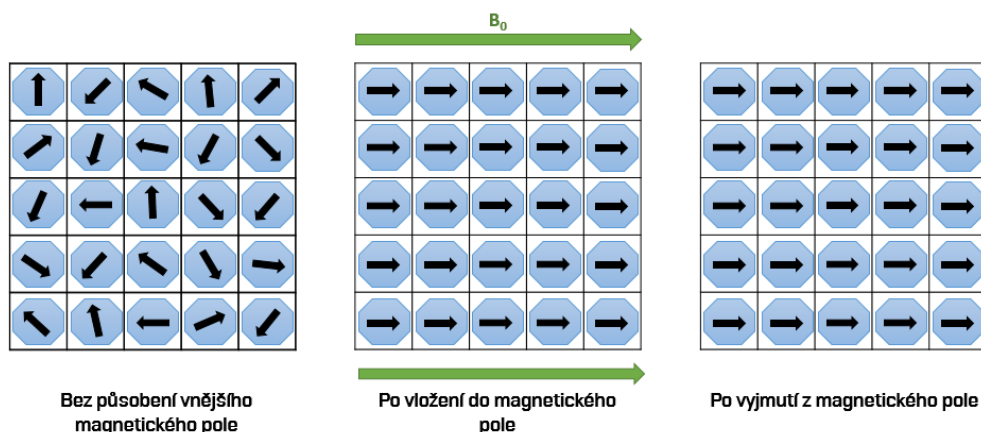 B₀
Bez působení vnějšího
magnetického pole
Po vložení do magnetického
pole
Po vyjmutí z magnetického pole